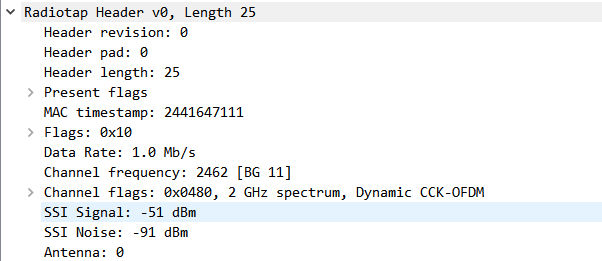 Radiotap Header v0, Length 25
Header revision: 0
Header pad: 0
Header length: 25
Present flags
MAC timestamp: 2441647111
Flags: 0x10
Data Rate: 1.0 Mb/s
Channel frequency: 2462 [BG 11]
Channel flags: 0x0480, 2 GHz spectrum, Dynamic CCK-OFDM
SSI Signal: -51 dBm
SSI Noise: -91 dBm
Antenna: 0